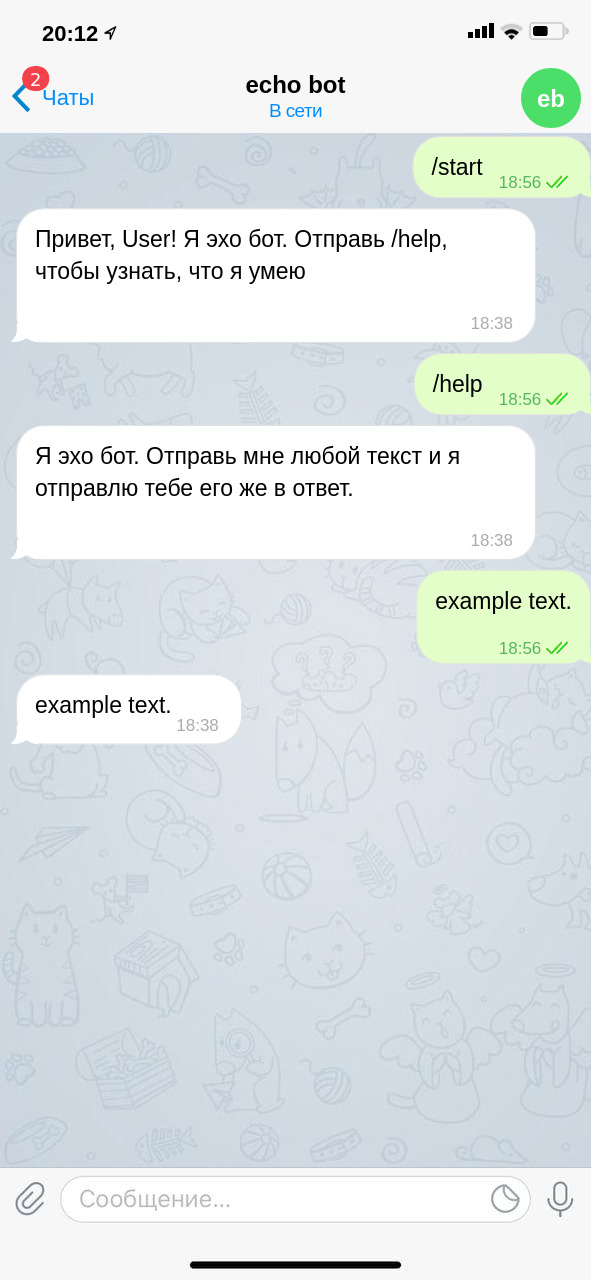 20:12
2
Чаты
echo bot
В сети
eb
/start
18:56
Привет, User! Я эхо бот. Отправь /help,
чтобы узнать, что я умею
18:38
/help
18:56
Я эхо бот. Отправь мне любой текст и я
отправлю тебе его же в ответ.
18:38
example text.
18:56
example text.
18:38
Сообщение...